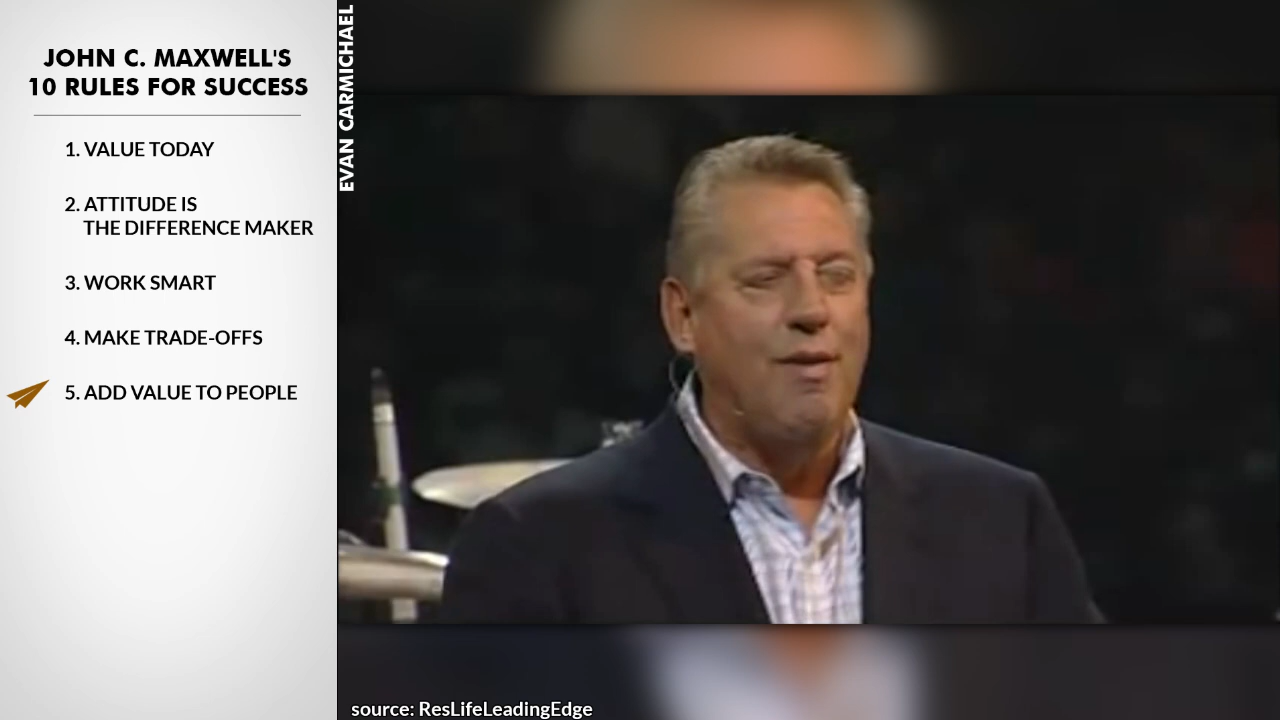 JOHN C. MAXWELL'S
10 RULES FOR SUCCESS
1. VALUE TODAY
2. ATTITUDE IS
THE DIFFERENCE MAKER
3. WORK SMART
4. MAKE TRADE-OFFS
5. ADD VALUE TO PEOPLE
EVAN CARMICHAEL
source: ResLifeLeadingEdge